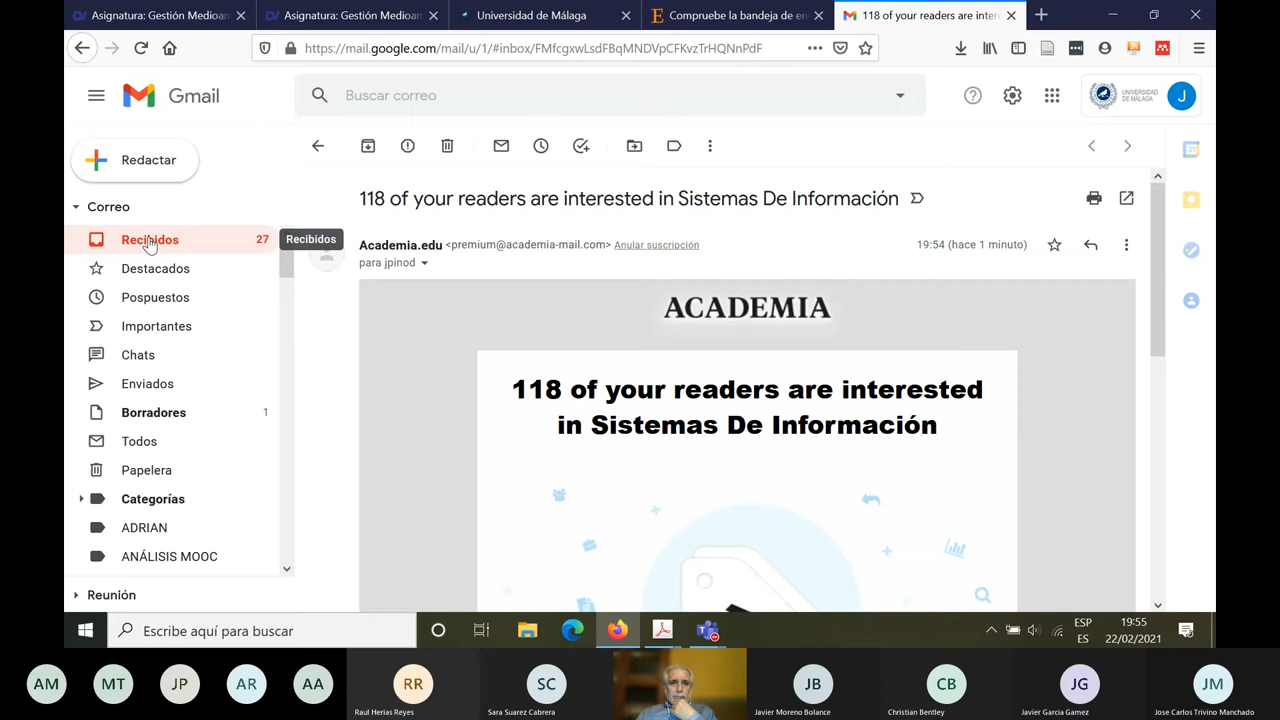 Asignatura: Gestión Medioan
Asignatura: Gestión Medioan
Universidad de Málaga
Compruebe la bandeja de en
118 of your readers are inter
https://mail.google.com/mail/u/1/#inbox/FMfcgxwLsdFBqMNDVpCFKvzTrHQNnPdF
Gmail
Buscar correo
UNIVERSIDAD
DE MÁLAGA
J
Redactar
Correo
Recibidos 27
Recibidos
Destacados
Pospuestos
Importantes
Chats
Enviados
Borradores 1
Todos
Papelera
Categorías
ADRIAN
ANÁLISIS MOOC
Reunión
118 of your readers are interested in Sistemas De Información
Academia.edu <premium@academia-mail.com> Anular suscripción 19:54 (hace 1 minuto)
para jpinod
ACADEMIA
118 of your readers are interested
in Sistemas De Información
Escribe aquí para buscar
ESP
ES
19:55
22/02/2021
AM MT JP AR AA RR SC JB CB JG JM
Raul Herias Reyes Sara Suarez Cabrera Javier Moreno Bolance Christian Bentley Javier Garcia Gamez Jose Carlos Trivino Manchado